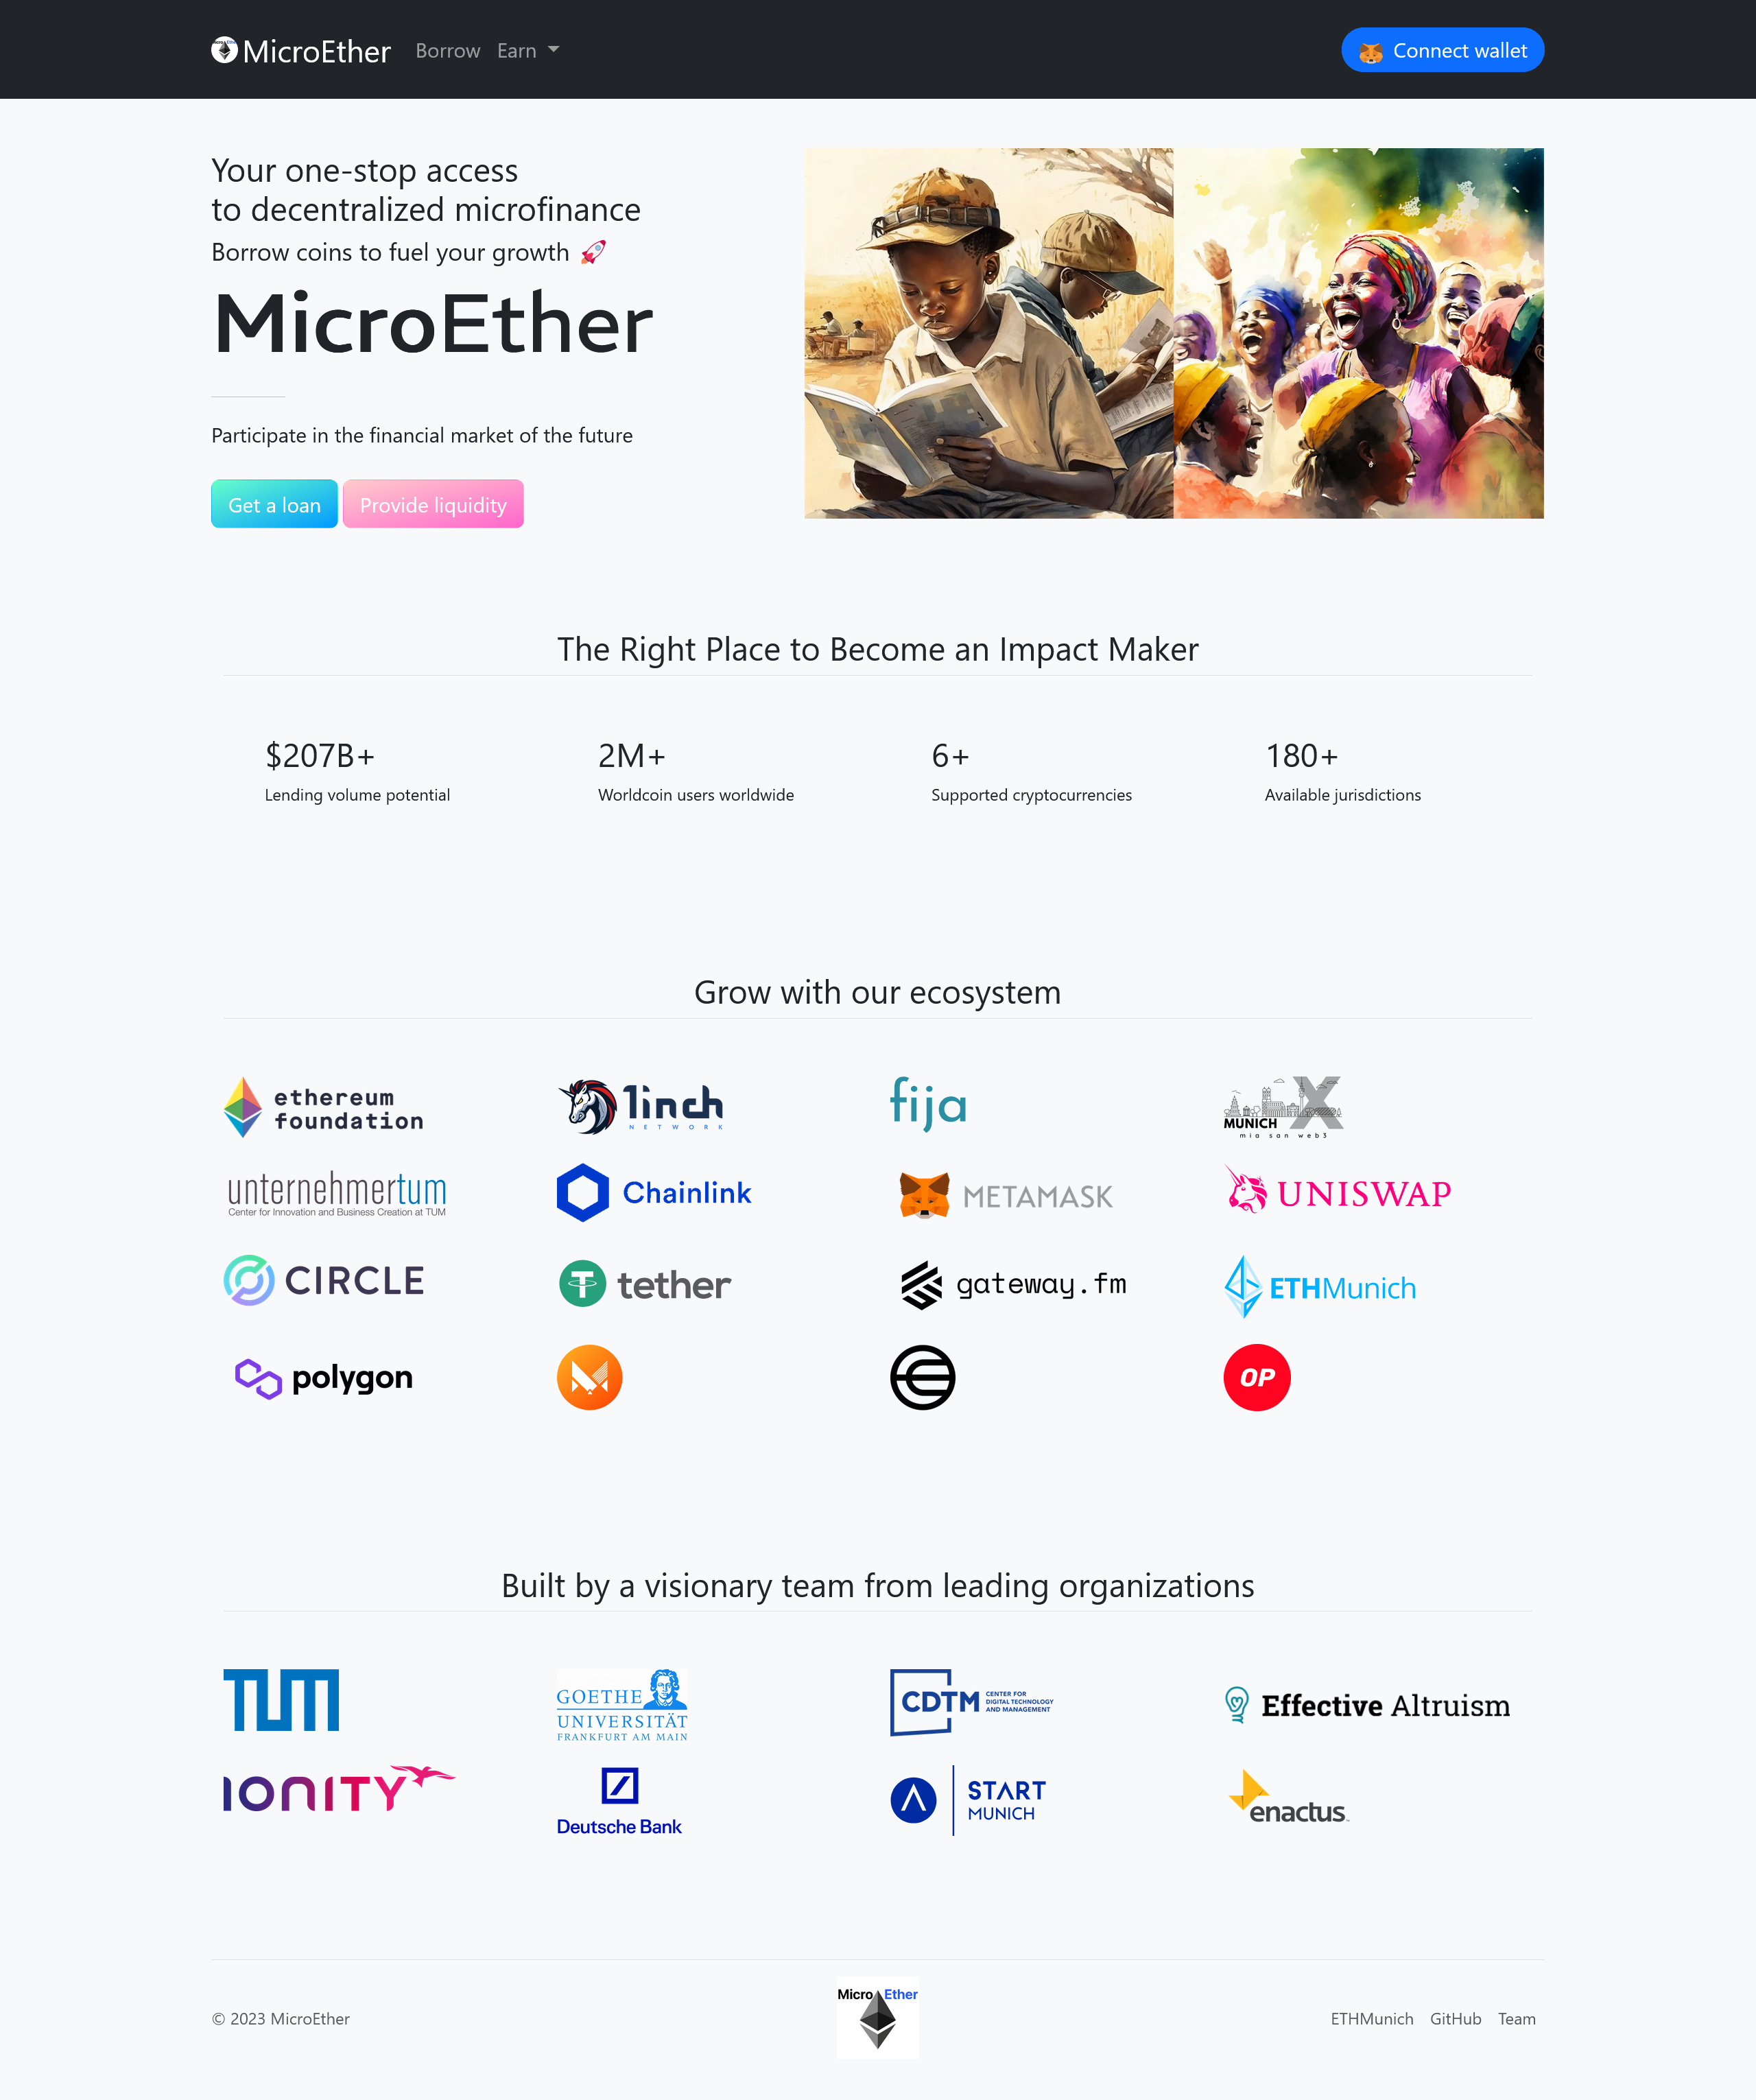 MicroEther
Borrow
Earn
Connect wallet
Your one-stop access
to decentralized microfinance
Borrow coins to fuel your growth 🚀
MicroEther
Participate in the financial market of the future
Get a loan
Provide liquidity
The Right Place to Become an Impact Maker
$207B+
Lending volume potential
2M+
Worldcoin users worldwide
6+
Supported cryptocurrencies
180+
Available jurisdictions
Grow with our ecosystem
ethereum
foundation
1inch
NETWORK
fija
MUNICH X
mia san web3
unternehmertum
Center for Innovation and Business Creation at TUM
Chainlink
METAMASK
UNISWAP
CIRCLE
tether
gateway.fm
ETHMunich
polygon
OP
Built by a visionary team from leading organizations
TUM
GOETHE
UNIVERSITÄT
FRANKFURT AM MAIN
CDTM
CENTER FOR
DIGITAL TECHNOLOGY
AND MANAGEMENT
Effective Altruism
IONITY
Deutsche Bank
START
MUNICH
enactus
© 2023 MicroEther
Micro Ether
ETHMunich
GitHub
Team